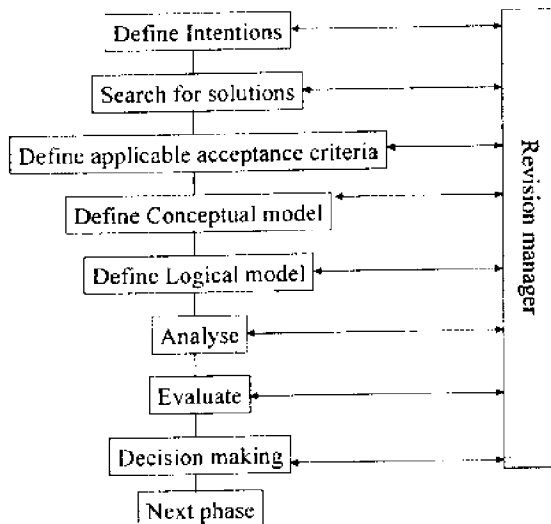 Define Intentions
Search for solutions
Define applicable acceptance criteria
Define Conceptual model
Define Logical model
Analyse
Evaluate
Decision making
Next phase
Revision manager